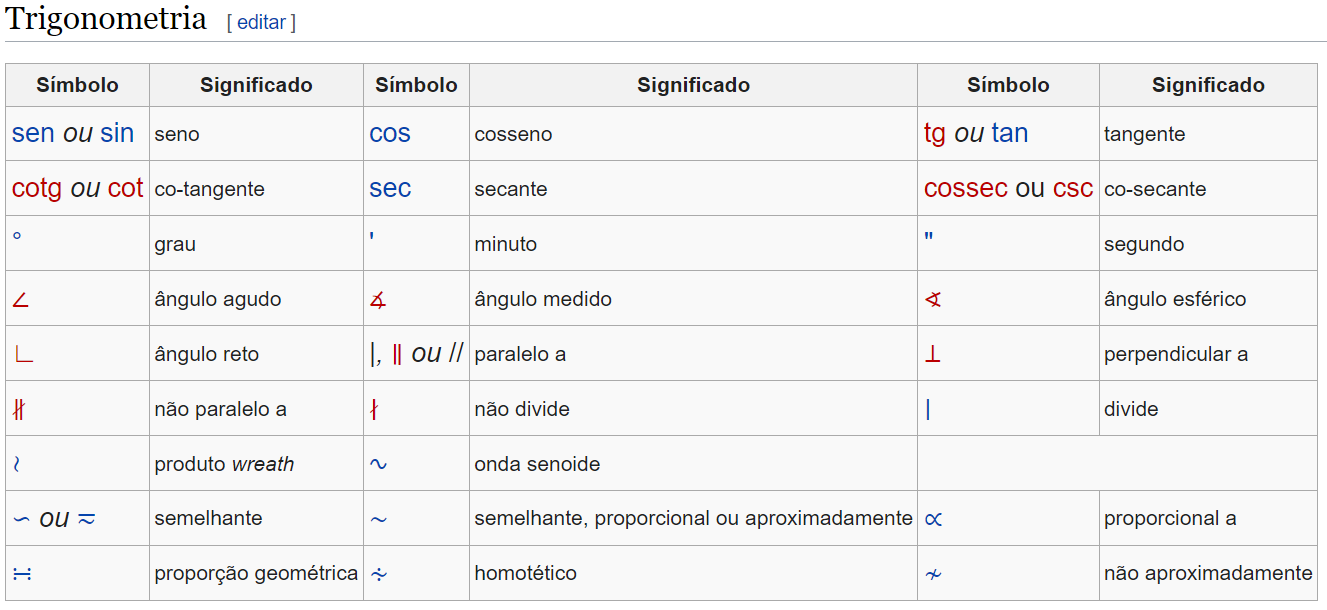 Trigonometria [ editar ]
Símbolo Significado Símbolo Significado Símbolo Significado
sen ou sin seno cos cosseno tg ou tan tangente
cotg ou cot co-tangente sec secante cossec ou csc co-secante
° grau ' minuto " segundo
∠ ângulo agudo ∡ ângulo medido ∢ ângulo esférico
∟ ângulo reto |, ∥ ou // paralelo a ⊥ perpendicular a
∦ não paralelo a ∤ não divide ∣ divide
≀ produto wreath ∿ onda senoide
∽ ou ≂ semelhante ∼ semelhante, proporcional ou aproximadamente ∝ proporcional a
∺ proporção geométrica ∻ homotético ≁ não aproximadamente